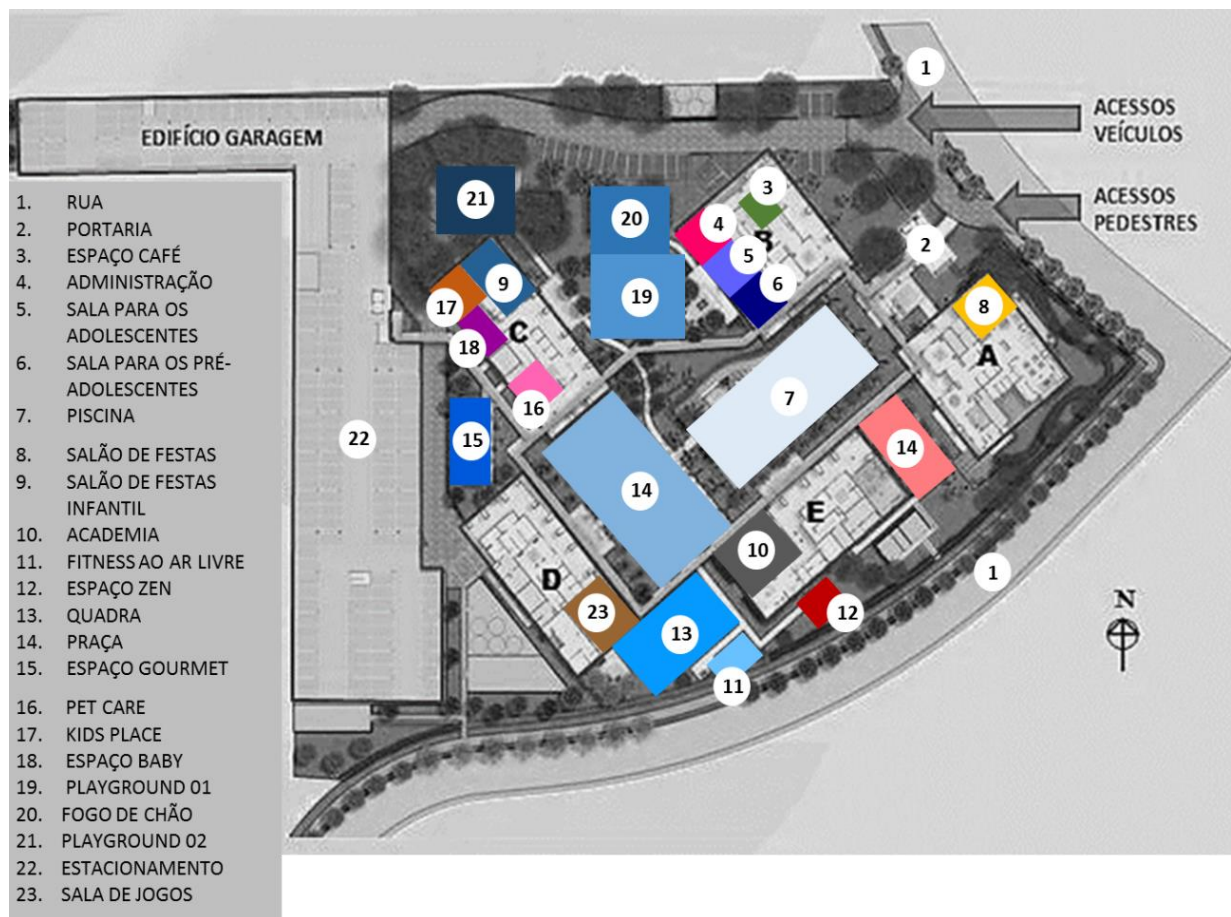 1
ACESSOS
VEÍCULOS
EDIFÍCIO GARAGEM
ACESSOS
PEDESTRES
21
20
3
4
B
5
2
9
19
6
8
17
C
18
A
16
7
22
15
14
14
E
10
1
D
23
12
N
13
11
1. RUA
2. PORTARIA
3. ESPAÇO CAFÉ
4. ADMINISTRAÇÃO
5. SALA PARA OS
ADOLESCENTES
6. SALA PARA OS PRÉ-
ADOLESCENTES
7. PISCINA
8. SALÃO DE FESTAS
9. SALÃO DE FESTAS
INFANTIL
10. ACADEMIA
11. FITNESS AO AR LIVRE
12. ESPAÇO ZEN
13. QUADRA
14. PRAÇA
15. ESPAÇO GOURMET
16. PET CARE
17. KIDS PLACE
18. ESPAÇO BABY
19. PLAYGROUND 01
20. FOGO DE CHÃO
21. PLAYGROUND 02
22. ESTACIONAMENTO
23. SALA DE JOGOS